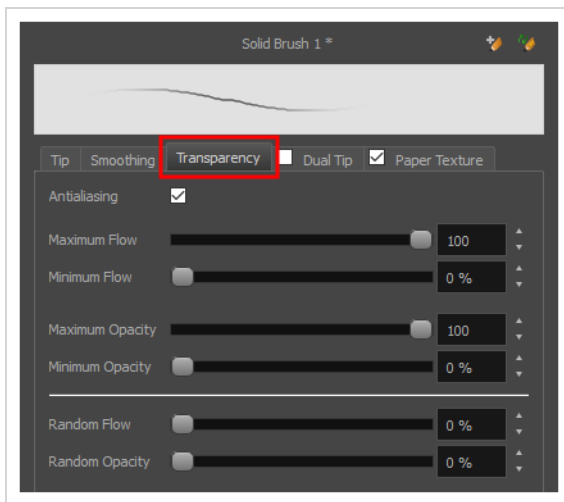 Solid Brush 1 *
Tip Smoothing Transparency Dual Tip Paper Texture
Antialiasing
Maximum Flow 100
Minimum Flow 0 %
Maximum Opacity 100
Minimum Opacity 0 %
Random Flow 0 %
Random Opacity 0 %